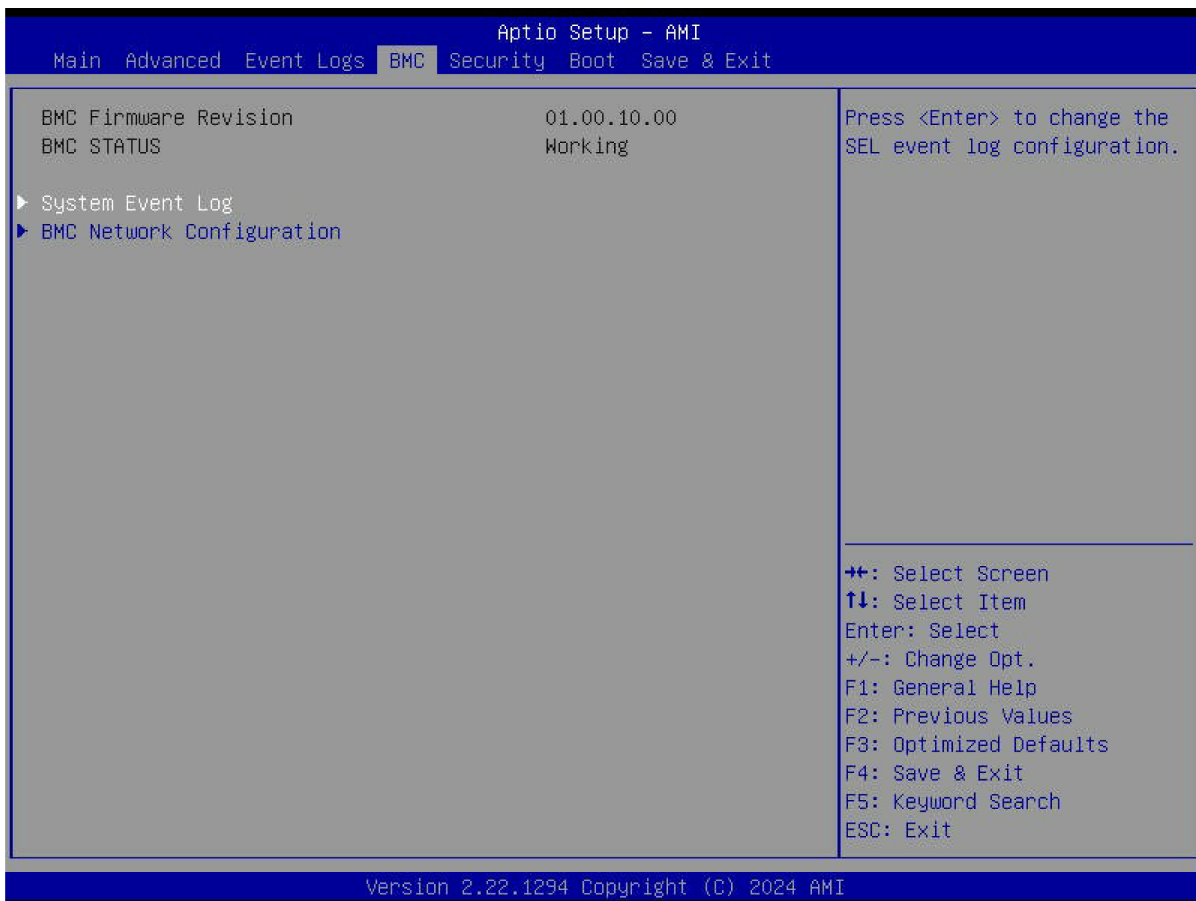 Aptio Setup – AMI
Main Advanced Event Logs BMC Security Boot Save & Exit
BMC Firmware Revision 01.00.10.00
BMC STATUS Working
▶ System Event Log
▶ BMC Network Configuration
Press <Enter> to change the
SEL event log configuration.
→←: Select Screen
↑↓: Select Item
Enter: Select
+/-: Change Opt.
F1: General Help
F2: Previous Values
F3: Optimized Defaults
F4: Save & Exit
F5: Keyword Search
ESC: Exit
Version 2.22.1294 Copyright (C) 2024 AMI